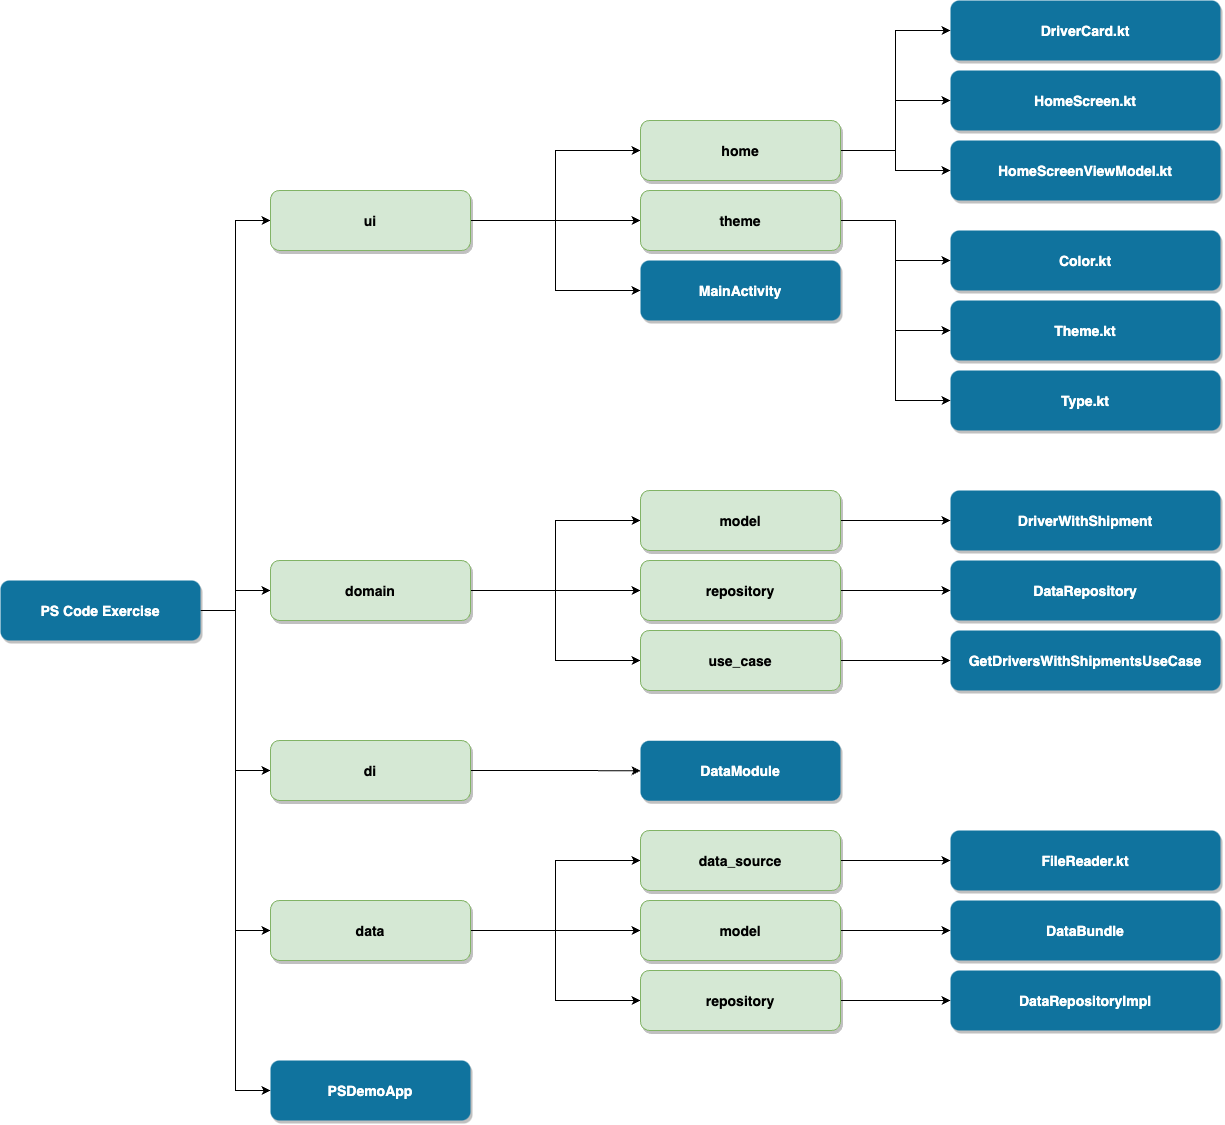 DriverCard.kt
HomeScreen.kt
home
HomeScreenViewModel.kt
ui
theme
Color.kt
MainActivity
Theme.kt
Type.kt
model
DriverWithShipment
PS Code Exercise
domain
repository
DataRepository
use_case
GetDriversWithShipmentsUseCase
di
DataModule
data_source
FileReader.kt
data
model
DataBundle
repository
DataRepositoryImpl
PSDemoApp